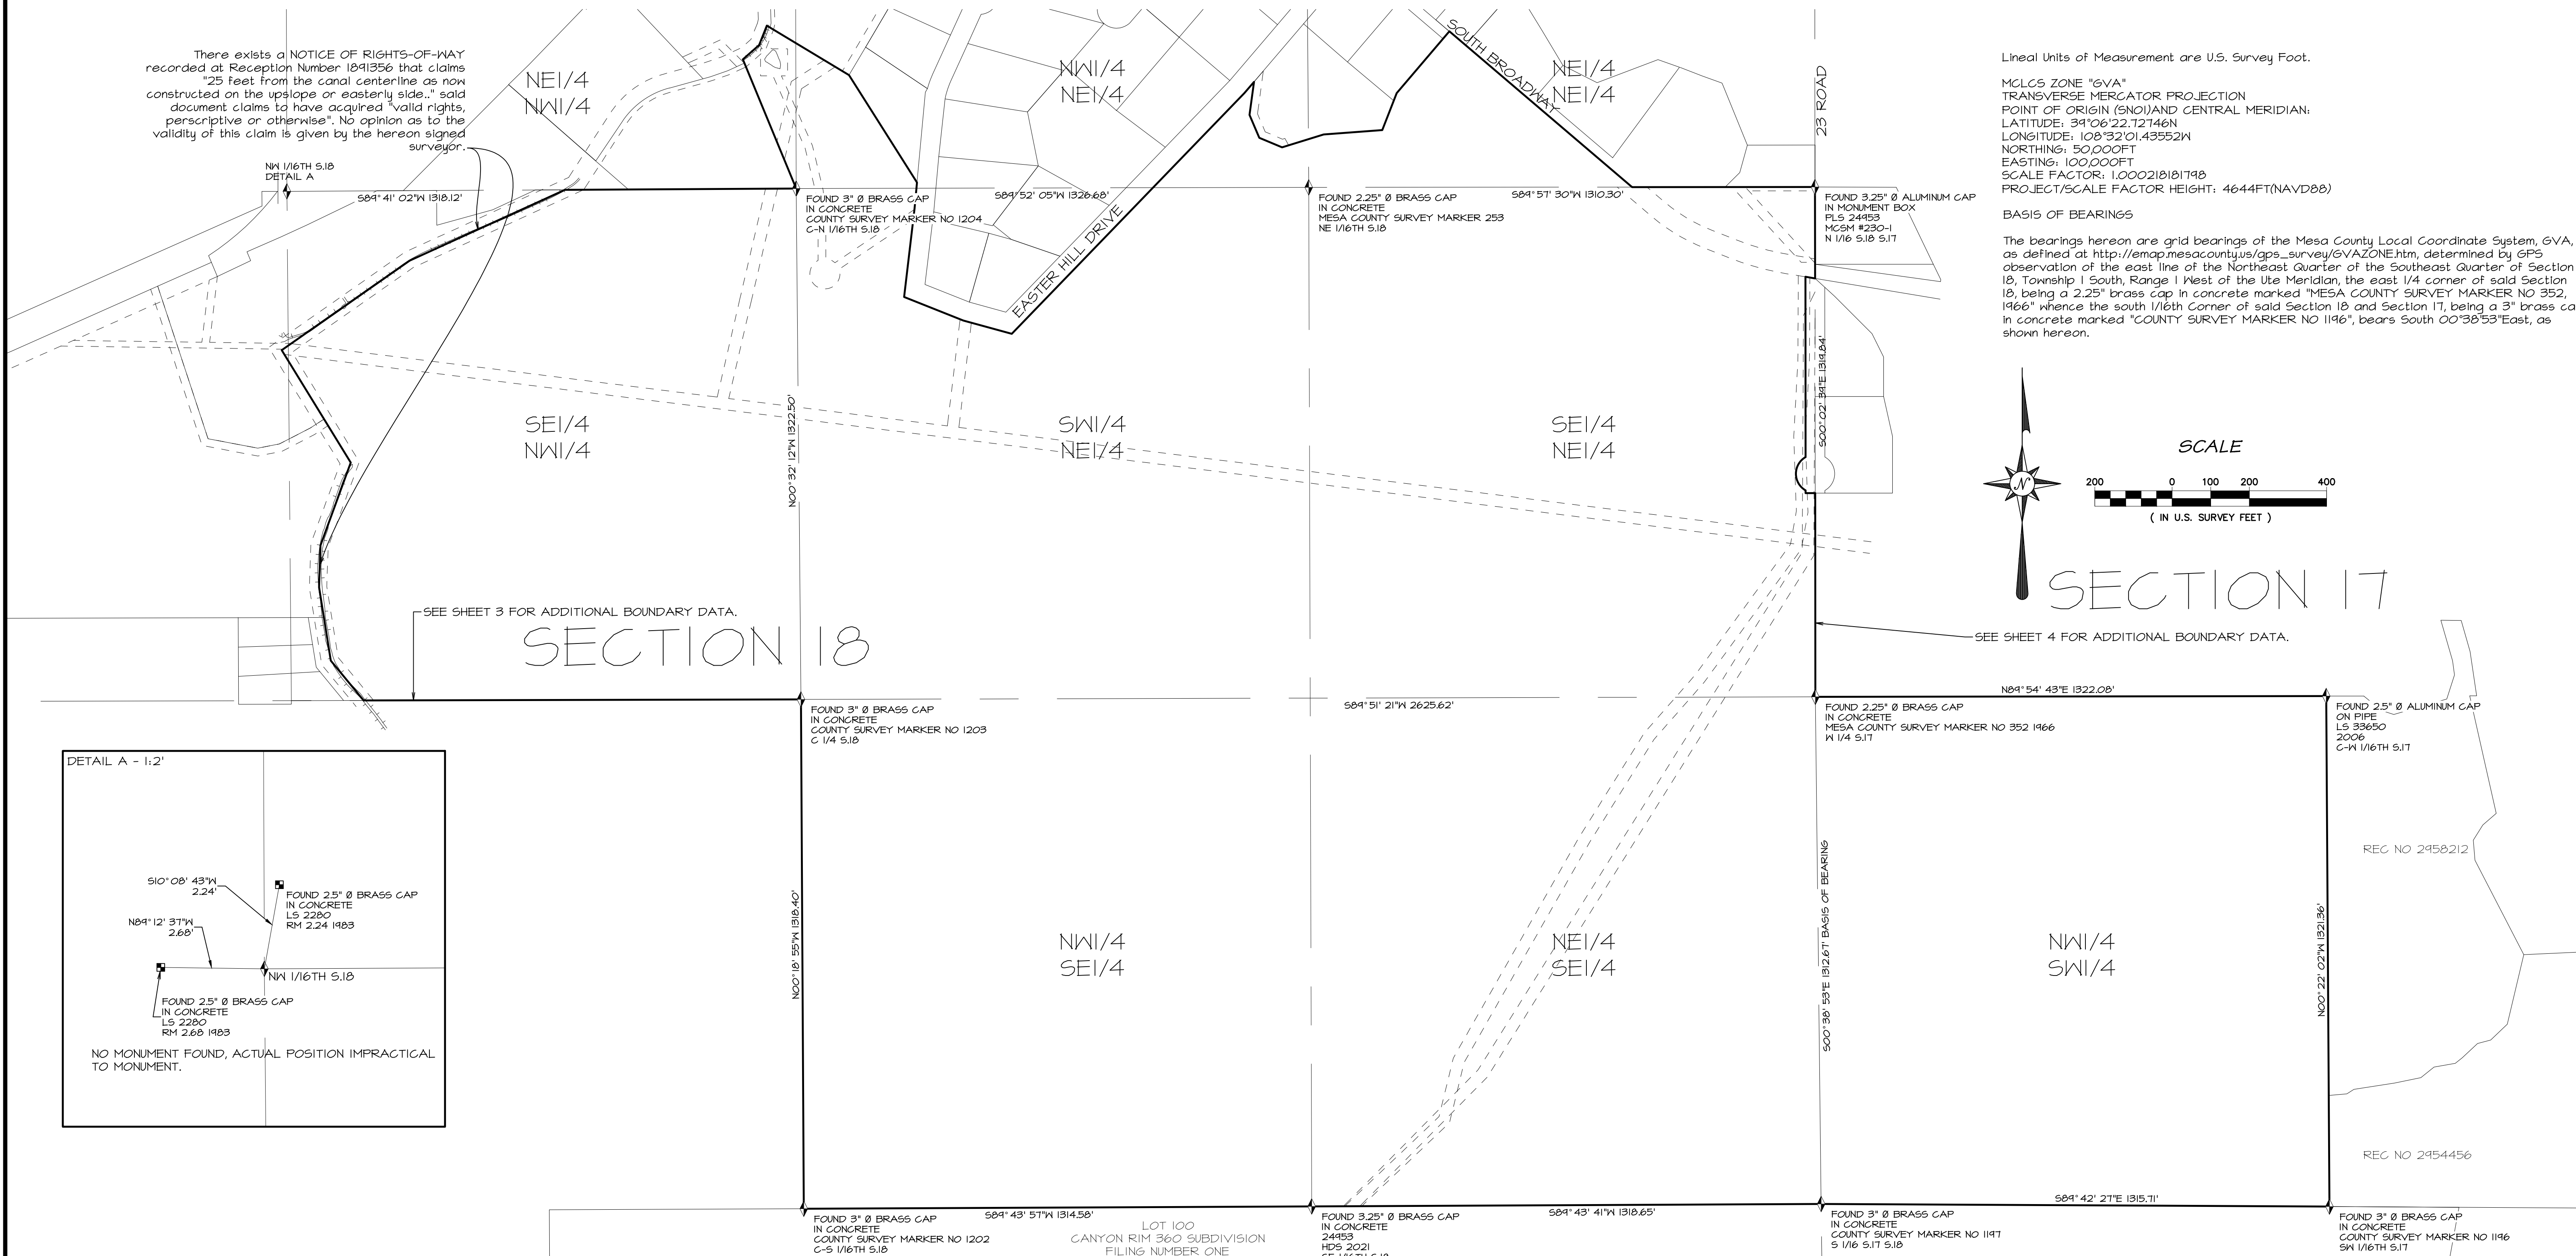 There exists a NOTICE OF RIGHTS-OF-WAY
recorded at Reception Number 1891356 that claims
"25 feet from the canal centerline as now
constructed on the upslope or easterly side.." said
document claims to have acquired "valid rights,
perscriptive or otherwise". No opinion as to the
validity of this claim is given by the hereon signed
surveyor.
NW 1/16TH S.18
DETAIL A
S89°41'02"W 1318.12'
NE1/4
NW1/4
NW1/4
NE1/4
NE1/4
NE1/4
SOUTH BROADWAY
23 ROAD
EASTER HILL DRIVE
FOUND 3" Ø BRASS CAP
IN CONCRETE
COUNTY SURVEY MARKER NO 1204
C-N 1/16TH S.18
S89°52'05"W 1326.68'
FOUND 2.25" Ø BRASS CAP
IN CONCRETE
MESA COUNTY SURVEY MARKER 253
NE 1/16TH S.18
S89°57'30"W 1310.30'
FOUND 3.25" Ø ALUMINUM CAP
IN MONUMENT BOX
PLS 24953
MCSM #230-1
N 1/16 S.18 S.17
Lineal Units of Measurement are U.S. Survey Foot.
MCLCS ZONE "GVA"
TRANSVERSE MERCATOR PROJECTION
POINT OF ORIGIN (SN01)AND CENTRAL MERIDIAN:
LATITUDE: 39°06'22.72746N
LONGITUDE: 108°32'01.43552W
NORTHING: 50,000FT
EASTING: 100,000FT
SCALE FACTOR: 1.000218181798
PROJECT/SCALE FACTOR HEIGHT: 4644FT(NAVD88)
BASIS OF BEARINGS
The bearings hereon are grid bearings of the Mesa County Local Coordinate System, GVA,
as defined at http://emap.mesacounty.us/gps_survey/GVAZONE.htm, determined by GPS
observation of the east line of the Northeast Quarter of the Southeast Quarter of Section
18, Township 1 South, Range 1 West of the Ute Meridian, the east 1/4 corner of said Section
18, being a 2.25" brass cap in concrete marked "MESA COUNTY SURVEY MARKER NO 352,
1966" whence the south 1/16th Corner of said Section 18 and Section 17, being a 3" brass ca
in concrete marked "COUNTY SURVEY MARKER NO 1196", bears South 00°38'53"East, as
shown hereon.
SE1/4
NW1/4
N00°32'12"W 1322.50'
SW1/4
NE1/4
SE1/4
NE1/4
S00°02'39"E 1319.84'
N
SCALE
200 0 100 200 400
( IN U.S. SURVEY FEET )
SECTION 17
SEE SHEET 3 FOR ADDITIONAL BOUNDARY DATA.
SECTION 18
SEE SHEET 4 FOR ADDITIONAL BOUNDARY DATA.
FOUND 3" Ø BRASS CAP
IN CONCRETE
COUNTY SURVEY MARKER NO 1203
C 1/4 S.18
S89°51'21"W 2625.62'
FOUND 2.25" Ø BRASS CAP
IN CONCRETE
MESA COUNTY SURVEY MARKER NO 352 1966
W 1/4 S.17
N89°54'43"E 1322.08'
FOUND 2.5" Ø ALUMINUM CAP
ON PIPE
LS 33650
2006
C-W 1/16TH S.17
DETAIL A - 1:2'
S10°08'43"W
2.24'
FOUND 2.5" Ø BRASS CAP
IN CONCRETE
LS 2280
RM 2.24 1983
N89°12'37"W
2.68'
NW 1/16TH S.18
FOUND 2.5" Ø BRASS CAP
IN CONCRETE
LS 2280
RM 2.68 1983
NO MONUMENT FOUND, ACTUAL POSITION IMPRACTICAL
TO MONUMENT.
N00°18'55"W 1318.40'
NW1/4
SE1/4
NE1/4
SE1/4
S00°38'53"E 1312.67' BASIS OF BEARING
NW1/4
SW1/4
N00°22'02"W 1321.36'
REC NO 2958212
REC NO 2954456
FOUND 3" Ø BRASS CAP
IN CONCRETE
COUNTY SURVEY MARKER NO 1202
C-S 1/16TH S.18
S89°43'57"W 1314.58'
LOT 100
CANYON RIM 360 SUBDIVISION
FILING NUMBER ONE
FOUND 3.25" Ø BRASS CAP
IN CONCRETE
24953
HDS 2021
SE 1/16TH S.18
S89°43'41"W 1318.65'
FOUND 3" Ø BRASS CAP
IN CONCRETE
COUNTY SURVEY MARKER NO 1197
S 1/16 S.17 S.18
S89°42'27"E 1315.71'
FOUND 3" Ø BRASS CAP
IN CONCRETE
COUNTY SURVEY MARKER NO 1196
SW 1/16TH S.17